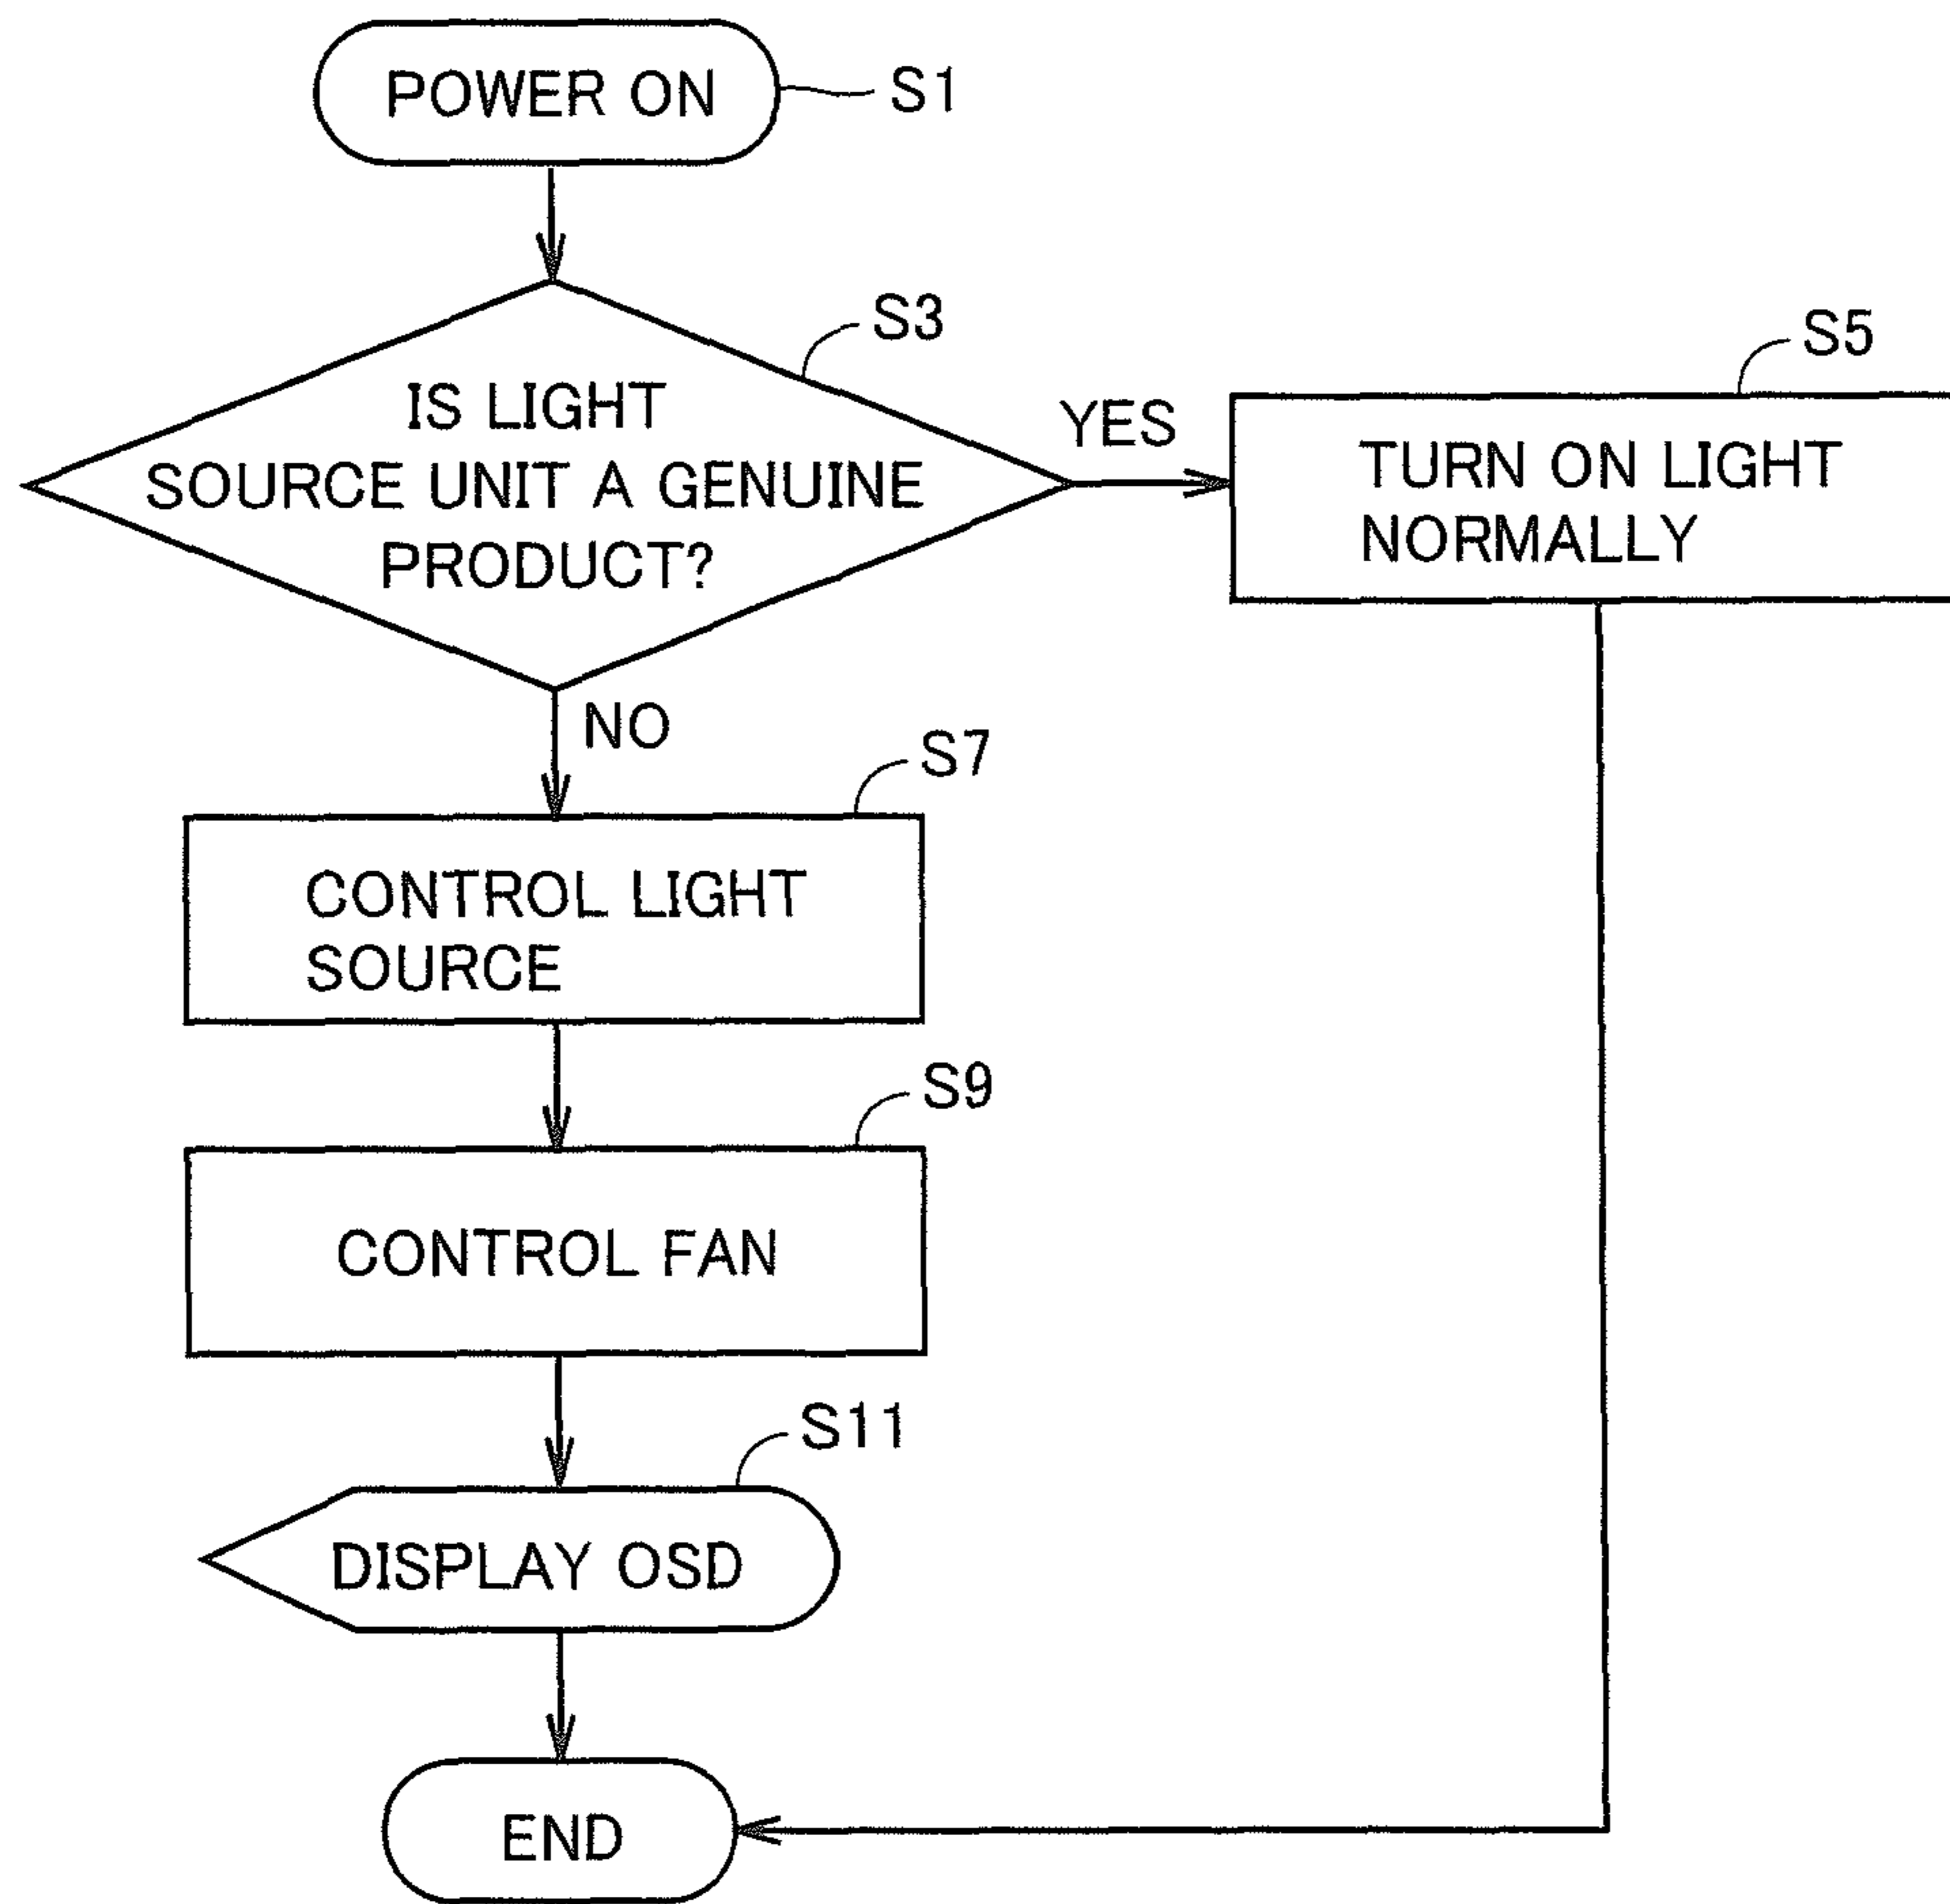 POWER ON
S1
S3
IS LIGHT
SOURCE UNIT A GENUINE
PRODUCT?
YES
S5
TURN ON LIGHT
NORMALLY
NO
S7
CONTROL LIGHT
SOURCE
S9
CONTROL FAN
S11
DISPLAY OSD
END